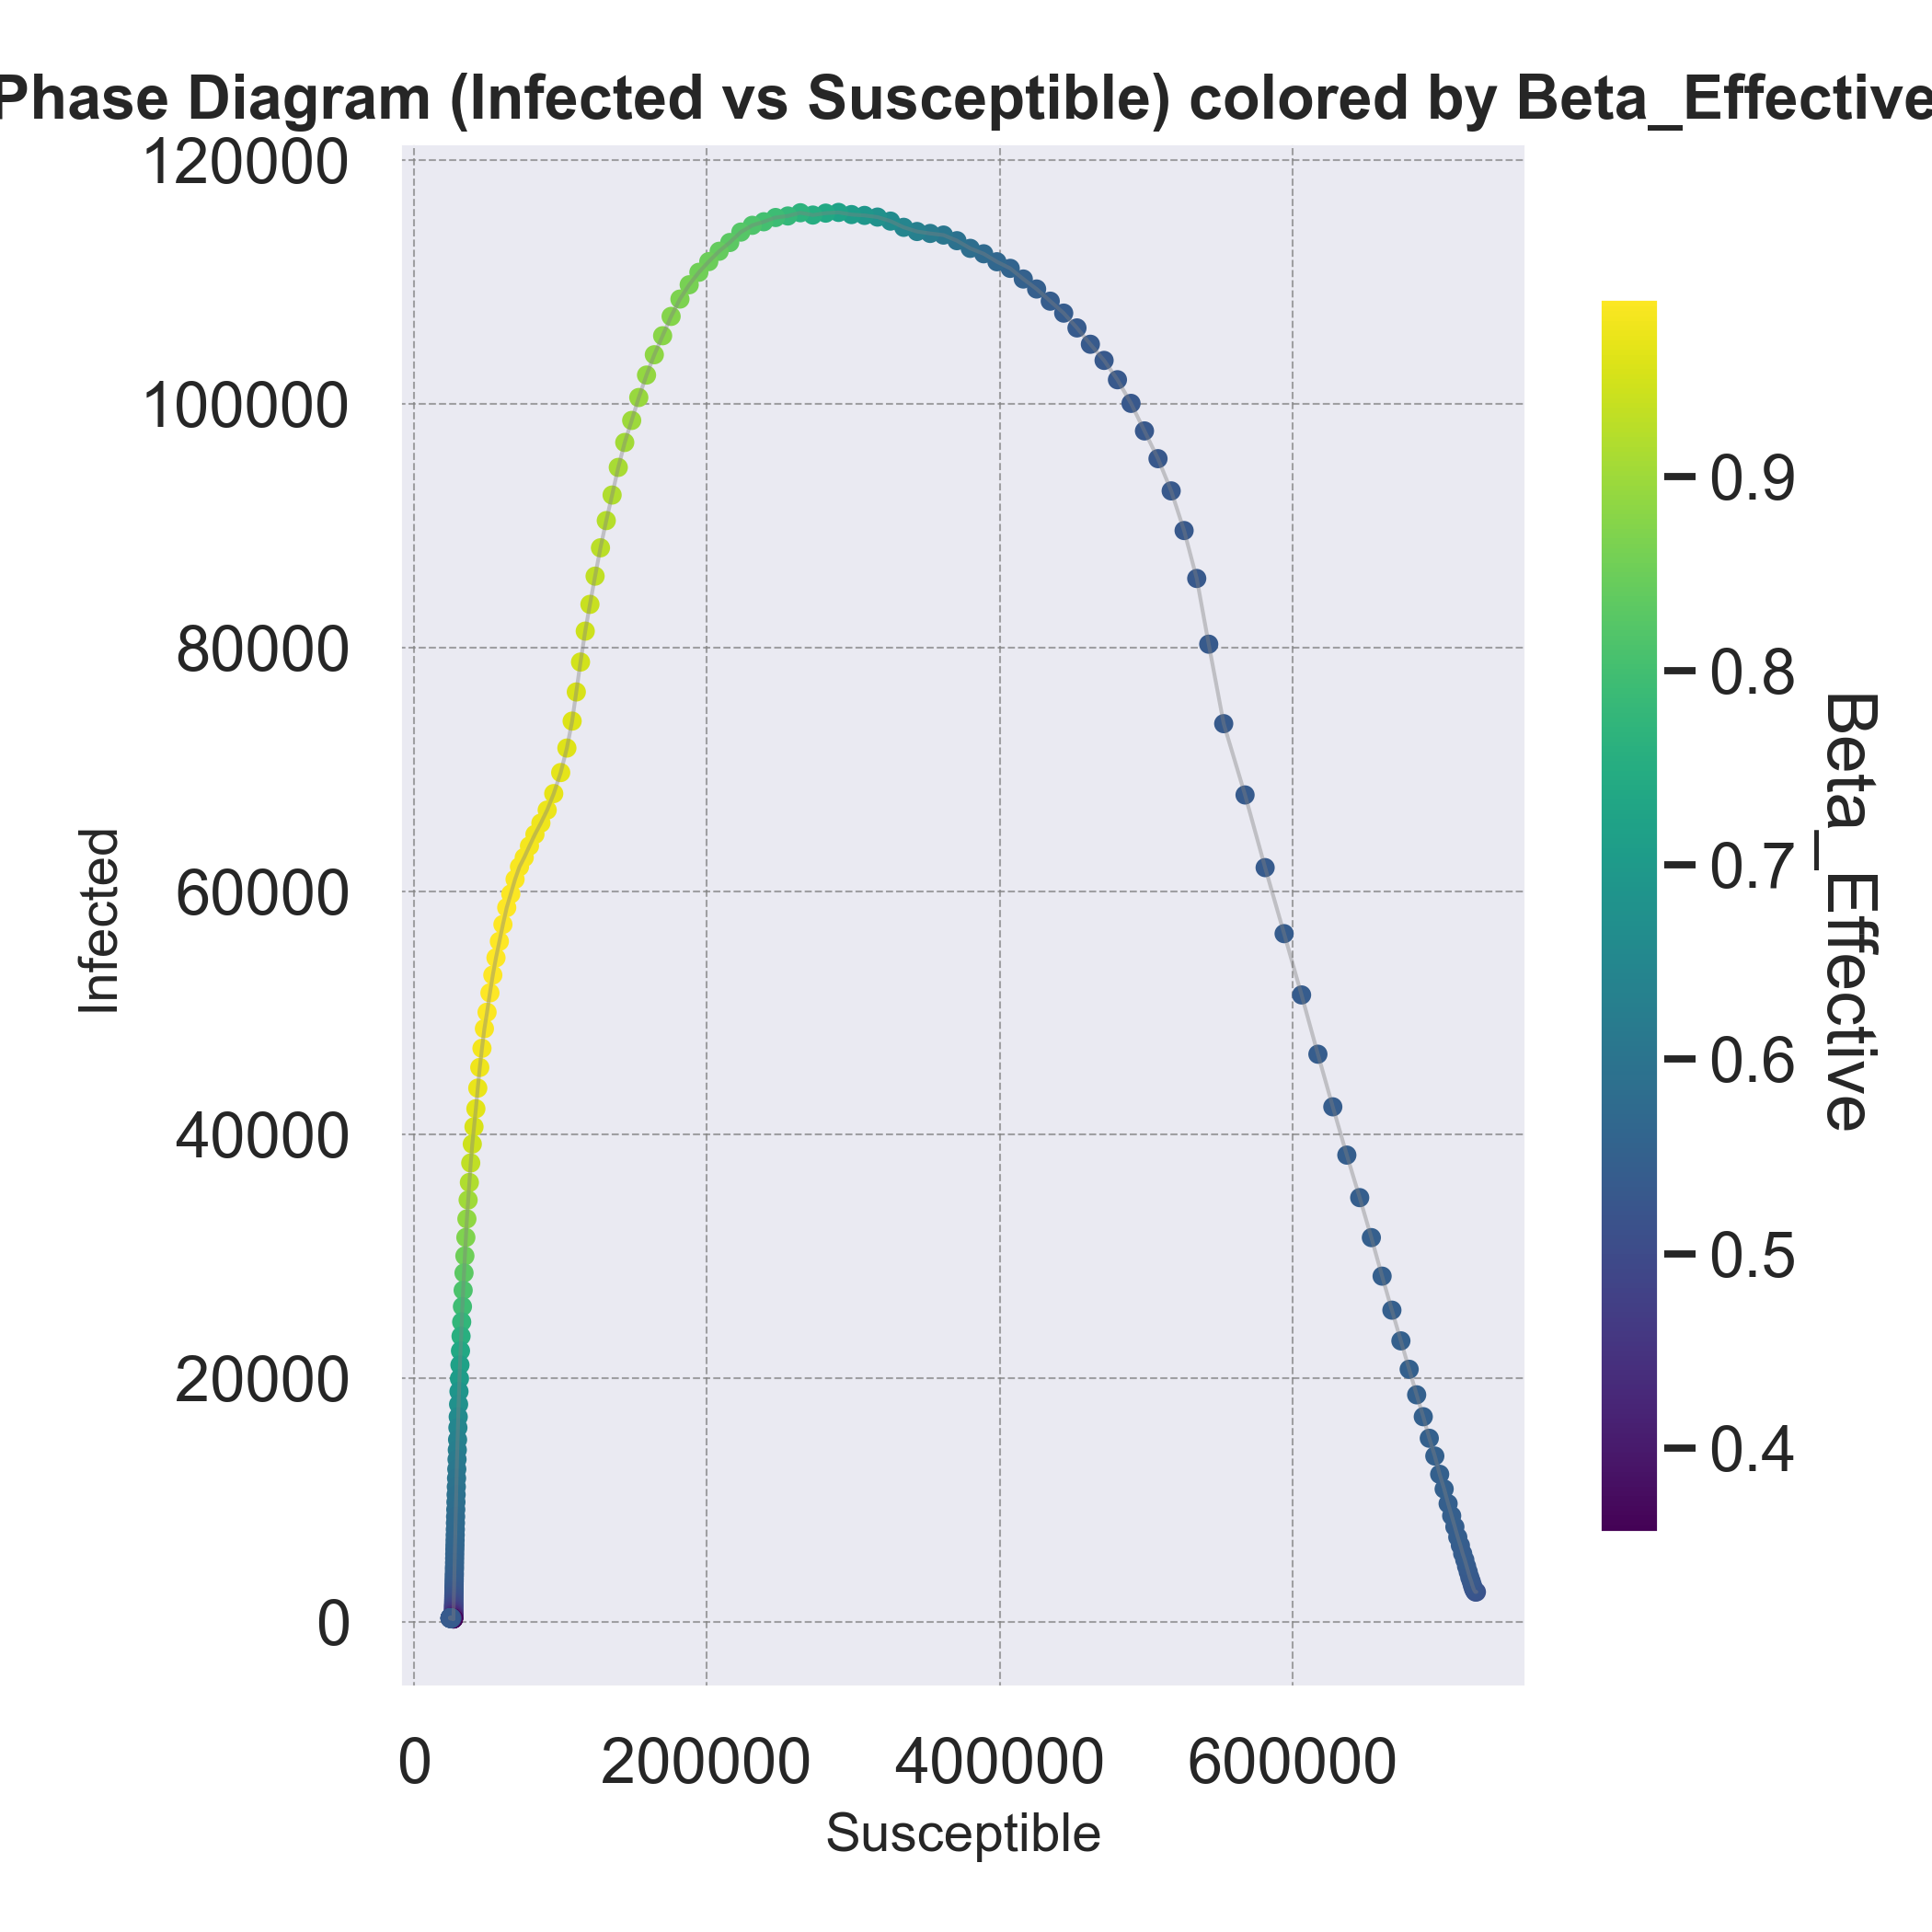 Phase Diagram (Infected vs Susceptible) colored by Beta_Effective
120000
100000
80000
60000
40000
20000
0
Infected
0 200000 400000 600000
Susceptible
0.9
0.8
0.7
0.6
0.5
0.4
Beta_Effective